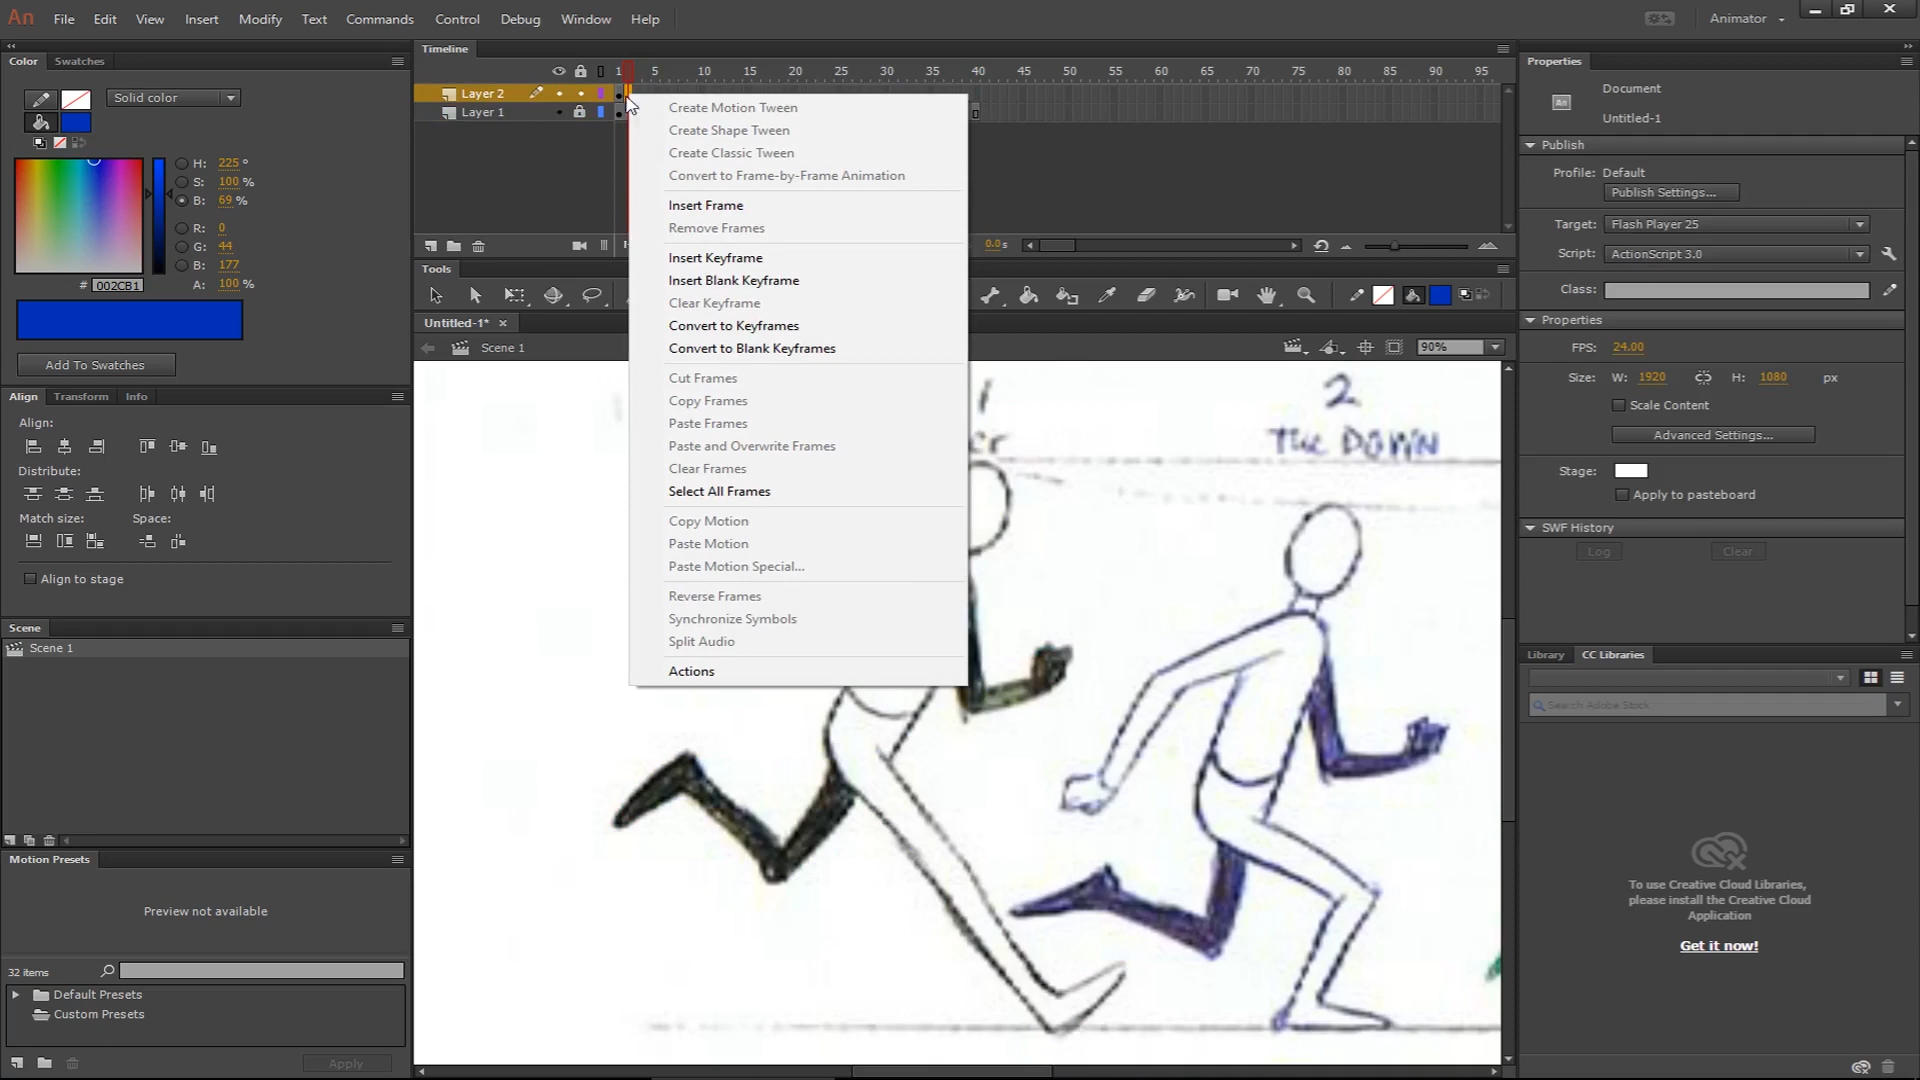 An File Edit View Insert Modify Text Commands Control Debug Window Help Animator
Color Swatches
Solid color
H: 225 °
S: 100 %
B: 69 %
R: 0
G: 44
B: 177
# 002CB1 A: 100 %
Add To Swatches
Align Transform Info
Align:
Distribute:
Match size: Space:
Align to stage
Scene
Scene 1
Motion Presets
Preview not available
32 items
Default Presets
Custom Presets
Apply
Timeline
1 5 10 15 20 25 30 35 40 45 50 55 60 65 70 75 80 85 90 95
Layer 2
Layer 1
0.0 s
Tools
Untitled-1* ×
Scene 1
90%
Create Motion Tween
Create Shape Tween
Create Classic Tween
Convert to Frame-by-Frame Animation
Insert Frame
Remove Frames
Insert Keyframe
Insert Blank Keyframe
Clear Keyframe
Convert to Keyframes
Convert to Blank Keyframes
Cut Frames
Copy Frames
Paste Frames
Paste and Overwrite Frames
Clear Frames
Select All Frames
Copy Motion
Paste Motion
Paste Motion Special...
Reverse Frames
Synchronize Symbols
Split Audio
Actions
1 2
The DOWN
Properties
An Document
Untitled-1
Publish
Profile: Default
Publish Settings...
Target: Flash Player 25
Script: ActionScript 3.0
Class:
Properties
FPS: 24.00
Size: W: 1920 H: 1080 px
Scale Content
Advanced Settings...
Stage:
Apply to pasteboard
SWF History
Log Clear
Library CC Libraries
Search Adobe Stock
To use Creative Cloud Libraries,
please install the Creative Cloud
Application
Get it now!